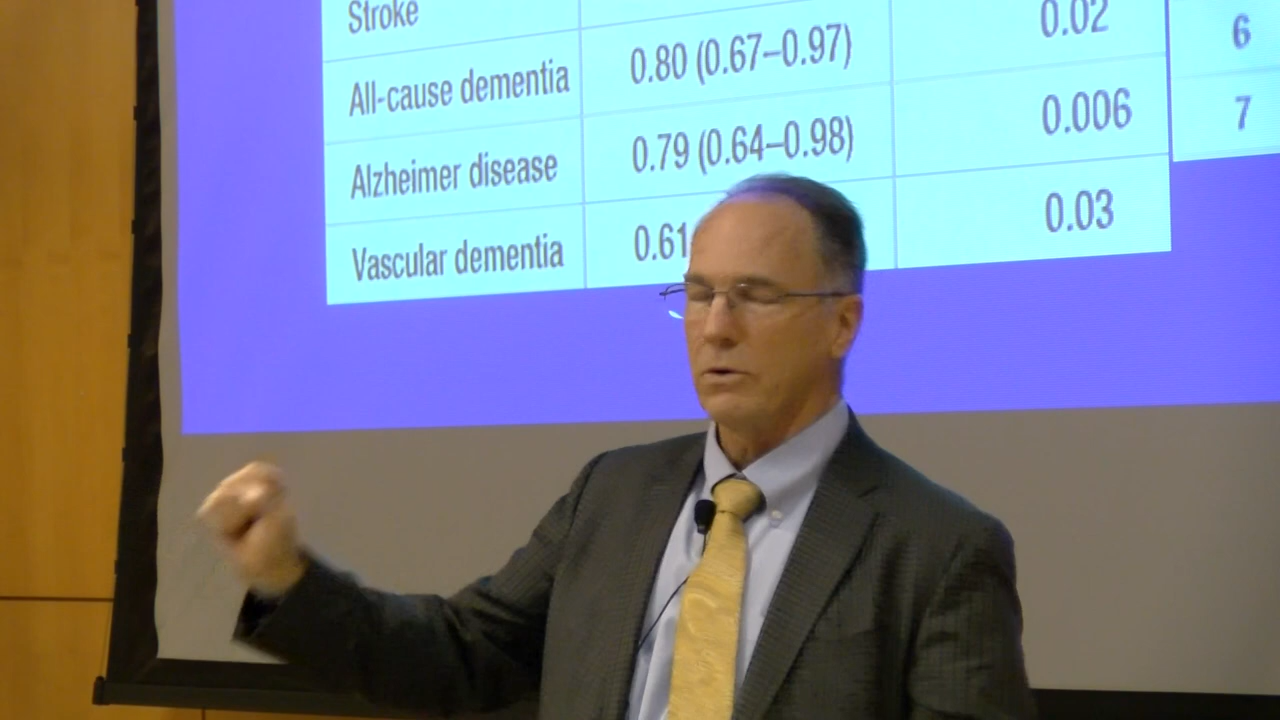 Stroke 0.02 6
All-cause dementia 0.80 (0.67–0.97) 0.006 7
Alzheimer disease 0.79 (0.64–0.98) 0.03
Vascular dementia 0.61